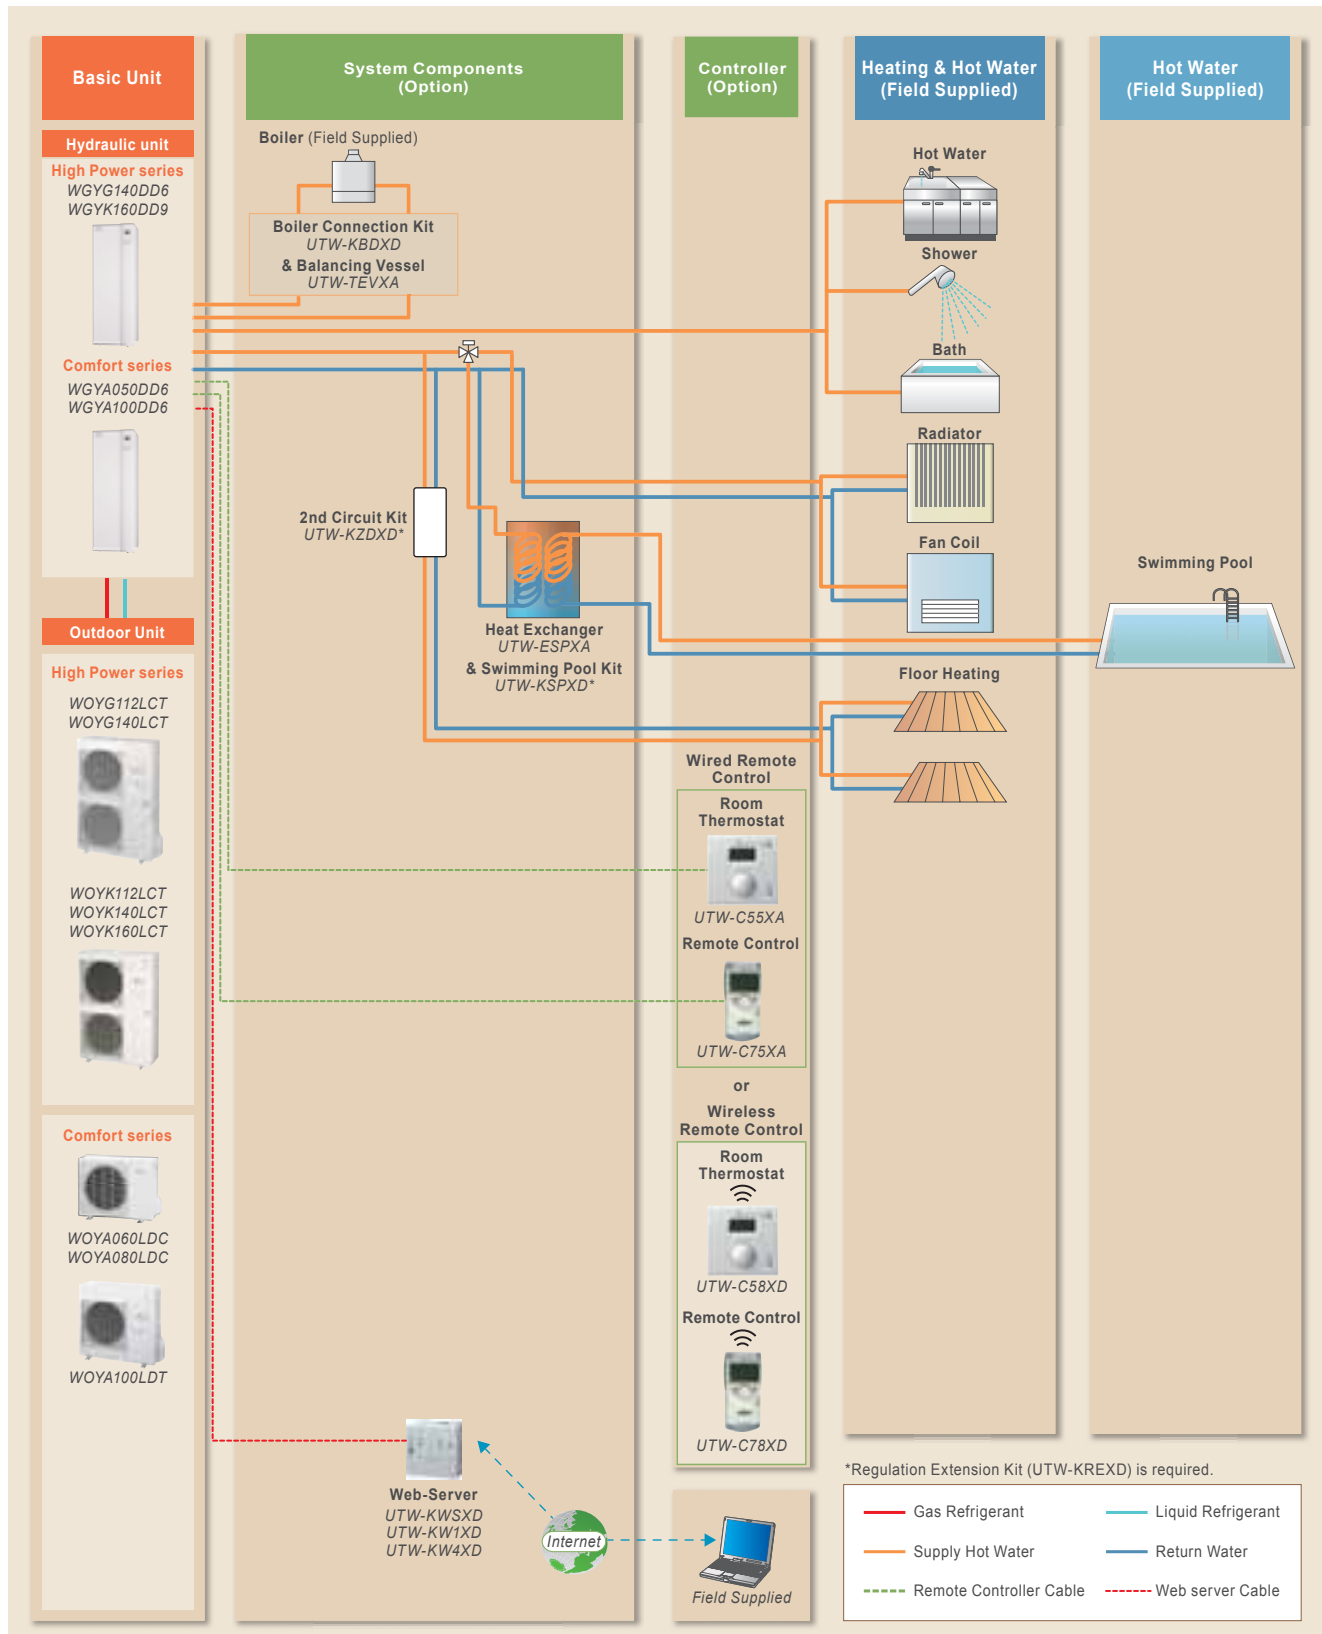 Basic Unit
System Components
(Option)
Controller
(Option)
Heating & Hot Water
(Field Supplied)
Hot Water
(Field Supplied)
Hydraulic unit
High Power series
WGYG140DD6
WGYK160DD9
Comfort series
WGYA050DD6
WGYA100DD6
Outdoor Unit
High Power series
WOYG112LCT
WOYG140LCT
WOYK112LCT
WOYK140LCT
WOYK160LCT
Comfort series
WOYA060LDC
WOYA080LDC
WOYA100LDT
Boiler (Field Supplied)
Boiler Connection Kit
UTW-KBDXD
& Balancing Vessel
UTW-TEVXA
2nd Circuit Kit
UTW-KZDXD*
Heat Exchanger
UTW-ESPXA
& Swimming Pool Kit
UTW-KSPXD*
Web-Server
UTW-KWSXD
UTW-KW1XD
UTW-KW4XD
Internet
Wired Remote
Control
Room
Thermostat
UTW-C55XA
Remote Control
UTW-C75XA
or
Wireless
Remote Control
Room
Thermostat
UTW-C58XD
Remote Control
UTW-C78XD
Field Supplied
Hot Water
Shower
Bath
Radiator
Fan Coil
Floor Heating
Swimming Pool
*Regulation Extension Kit (UTW-KREXD) is required.
Gas Refrigerant
Liquid Refrigerant
Supply Hot Water
Return Water
Remote Controller Cable
Web server Cable